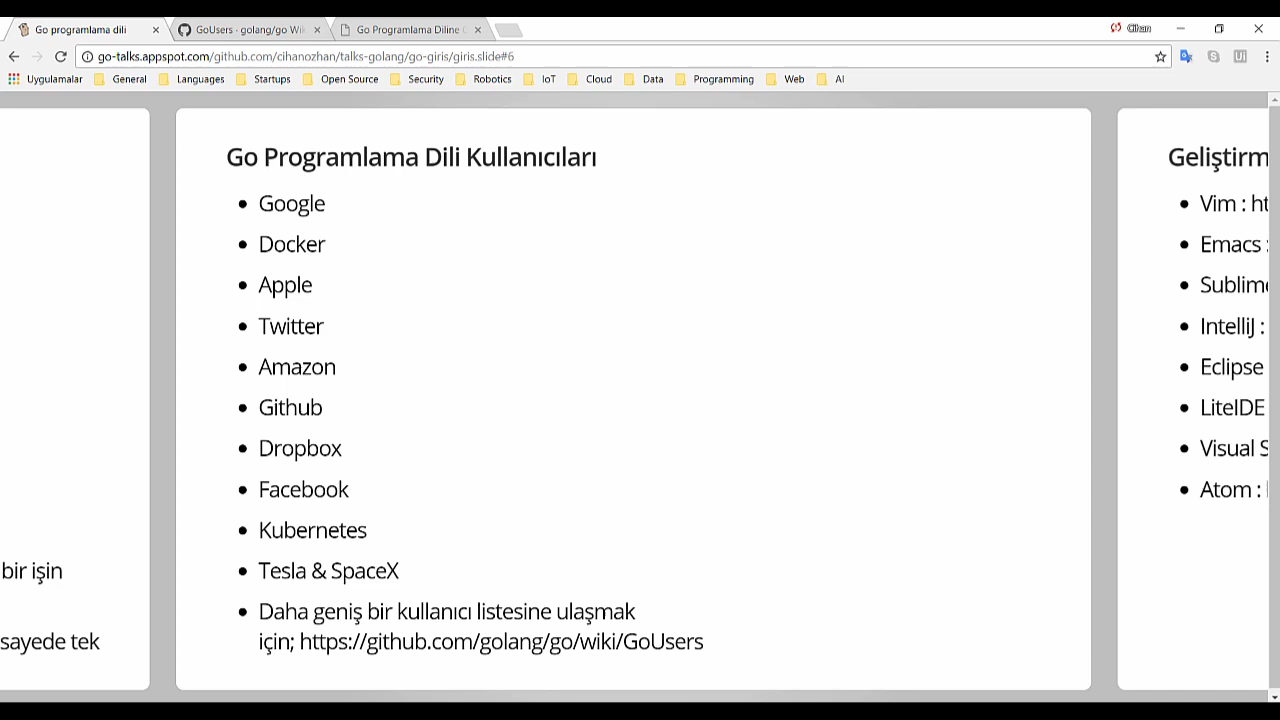 Go programlama dili
GoUsers · golang/go Wiki
Go Programlama Diline
Cihan
go-talks.appspot.com/github.com/cihanozhan/talks-golang/go-giris/giris.slide#6
Uygulamalar
General
Languages
Startups
Open Source
Security
Robotics
IoT
Cloud
Data
Programming
Web
AI
bir işin
sayede tek
Go Programlama Dili Kullanıcıları
• Google
• Docker
• Apple
• Twitter
• Amazon
• Github
• Dropbox
• Facebook
• Kubernetes
• Tesla & SpaceX
• Daha geniş bir kullanıcı listesine ulaşmak
için; https://github.com/golang/go/wiki/GoUsers
Geliştirm
• Vim : ht
• Emacs :
• Sublime
• IntelliJ :
• Eclipse
• LiteIDE
• Visual S
• Atom :